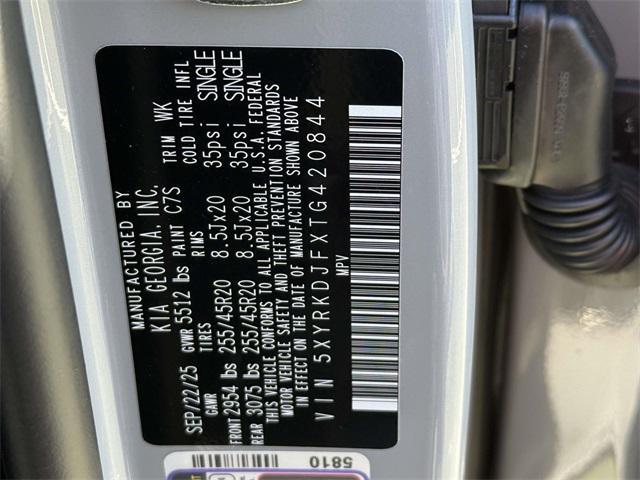 MANUFACTURED BY
KIA GEORGIA, INC.
SEP/22/25 GVWR 5512 lbs PAINT C7S TRIM WK
GAWR TIRES RIMS COLD TIRE INFL
FRONT 2954 lbs 255/45R20 8.5Jx20 35psi SINGLE
REAR 3075 lbs 255/45R20 8.5Jx20 35psi SINGLE
THIS VEHICLE CONFORMS TO ALL APPLICABLE U.S.A. FEDERAL
MOTOR VEHICLE SAFETY AND THEFT PREVENTION STANDARDS
IN EFFECT ON THE DATE OF MANUFACTURE SHOWN ABOVE
VIN 5XYRKDJFXTG420844
MPV
5810